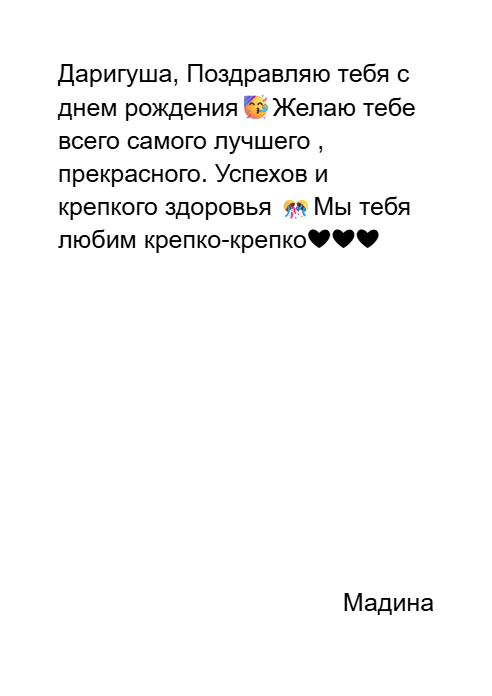 Даригуша, Поздравляю тебя с
днем рождения🥳Желаю тебе
всего самого лучшего ,
прекрасного. Успехов и
крепкого здоровья 🎊Мы тебя
любим крепко-крепко🖤🖤🖤
Мадина